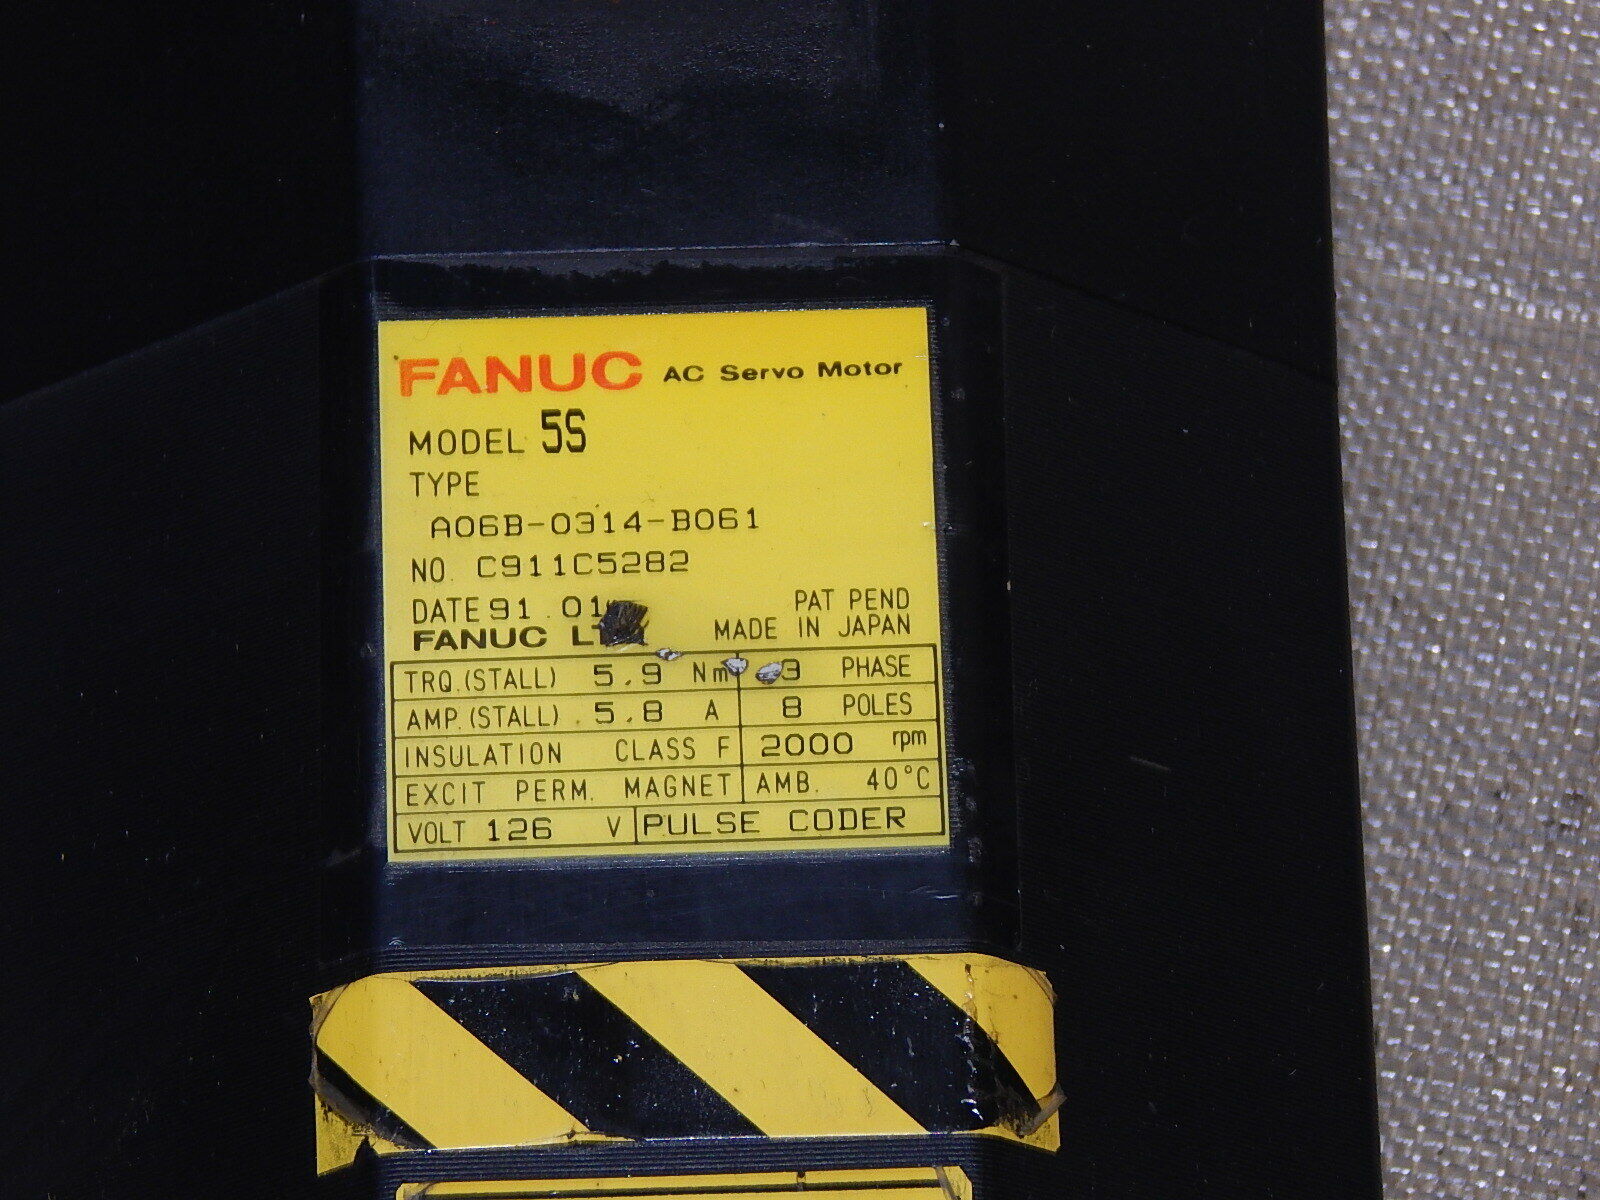 FANUC AC Servo Motor
MODEL 5S
TYPE
A06B-0314-B061
NO. C911C5282
DATE 91 .01
PAT PEND
FANUC
MADE IN JAPAN
TRQ.(STALL) 5.9 Nm 3 PHASE
AMP.(STALL) 5.8 A 8 POLES
INSULATION CLASS F 2000 rpm
EXCIT PERM. MAGNET AMB. 40°C
VOLT 126 V PULSE CODER